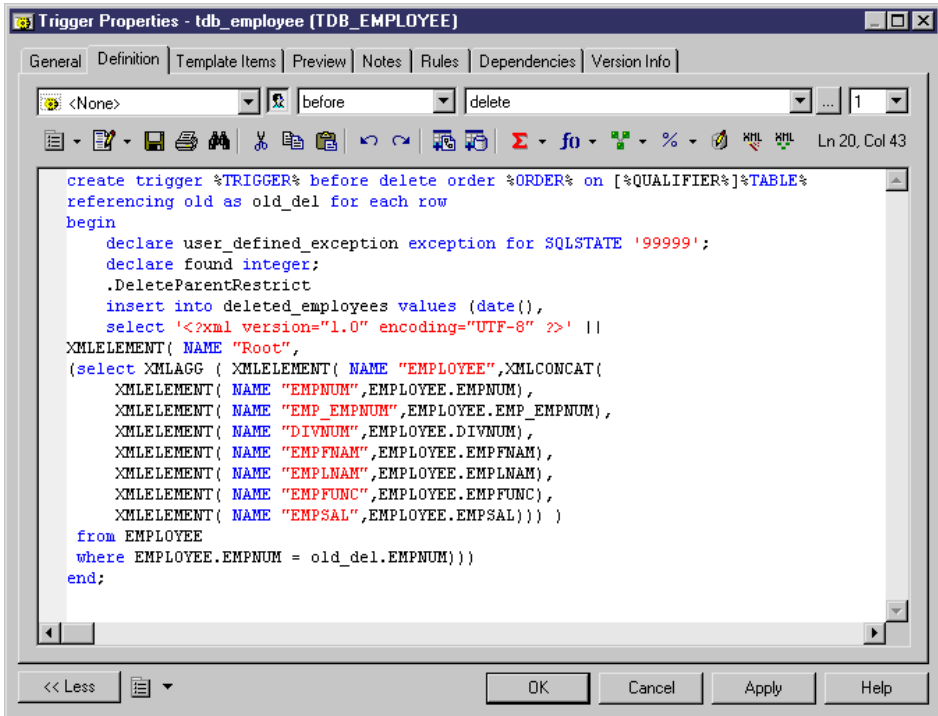 Trigger Properties - tdb_employee (TDB_EMPLOYEE)
General Definition Template Items Preview Notes Rules Dependencies Version Info
<None> before delete ... 1
Σ f() % XML XML Ln 20, Col 43
create trigger %TRIGGER% before delete order %ORDER% on [%QUALIFIER%]%TABLE%
referencing old as old_del for each row
begin
    declare user_defined_exception exception for SQLSTATE '99999';
    declare found integer;
    .DeleteParentRestrict
    insert into deleted_employees values (date(),
    select '<?xml version="1.0" encoding="UTF-8" ?>' ||
XMLELEMENT( NAME "Root",
(select XMLAGG ( XMLELEMENT( NAME "EMPLOYEE",XMLCONCAT(
     XMLELEMENT( NAME "EMPNUM",EMPLOYEE.EMPNUM),
     XMLELEMENT( NAME "EMP_EMPNUM",EMPLOYEE.EMP_EMPNUM),
     XMLELEMENT( NAME "DIVNUM",EMPLOYEE.DIVNUM),
     XMLELEMENT( NAME "EMPFNAM",EMPLOYEE.EMPFNAM),
     XMLELEMENT( NAME "EMPLNAM",EMPLOYEE.EMPLNAM),
     XMLELEMENT( NAME "EMPFUNC",EMPLOYEE.EMPFUNC),
     XMLELEMENT( NAME "EMPSAL",EMPLOYEE.EMPSAL))) )
 from EMPLOYEE
 where EMPLOYEE.EMPNUM = old_del.EMPNUM)))
end;
<< Less OK Cancel Apply Help